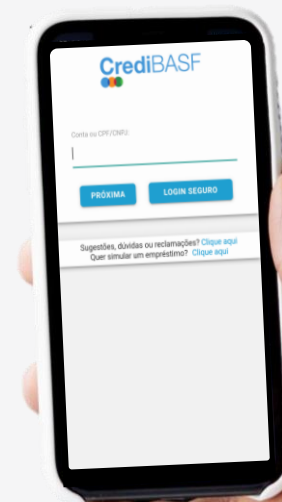 CrediBASF
Conta ou CPF/CNPJ:
PRÓXIMA
LOGIN SEGURO
Sugestões, dúvidas ou reclamações? Clique aqui
Quer simular um empréstimo? Clique aqui